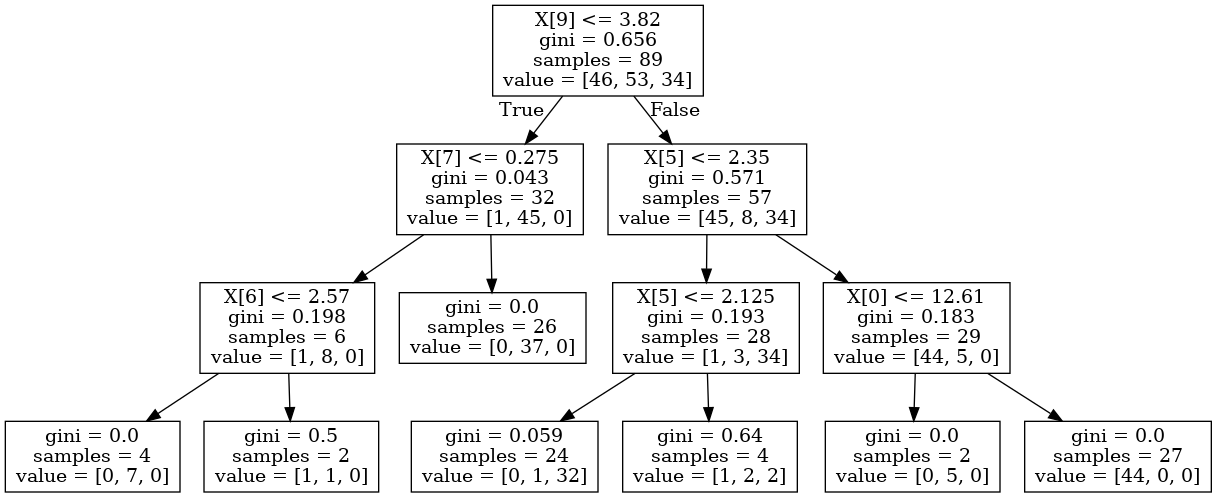 X[9] <= 3.82
gini = 0.656
samples = 89
value = [46, 53, 34]
True
False
X[7] <= 0.275
gini = 0.043
samples = 32
value = [1, 45, 0]
X[5] <= 2.35
gini = 0.571
samples = 57
value = [45, 8, 34]
X[6] <= 2.57
gini = 0.198
samples = 6
value = [1, 8, 0]
gini = 0.0
samples = 26
value = [0, 37, 0]
X[5] <= 2.125
gini = 0.193
samples = 28
value = [1, 3, 34]
X[0] <= 12.61
gini = 0.183
samples = 29
value = [44, 5, 0]
gini = 0.0
samples = 4
value = [0, 7, 0]
gini = 0.5
samples = 2
value = [1, 1, 0]
gini = 0.059
samples = 24
value = [0, 1, 32]
gini = 0.64
samples = 4
value = [1, 2, 2]
gini = 0.0
samples = 2
value = [0, 5, 0]
gini = 0.0
samples = 27
value = [44, 0, 0]